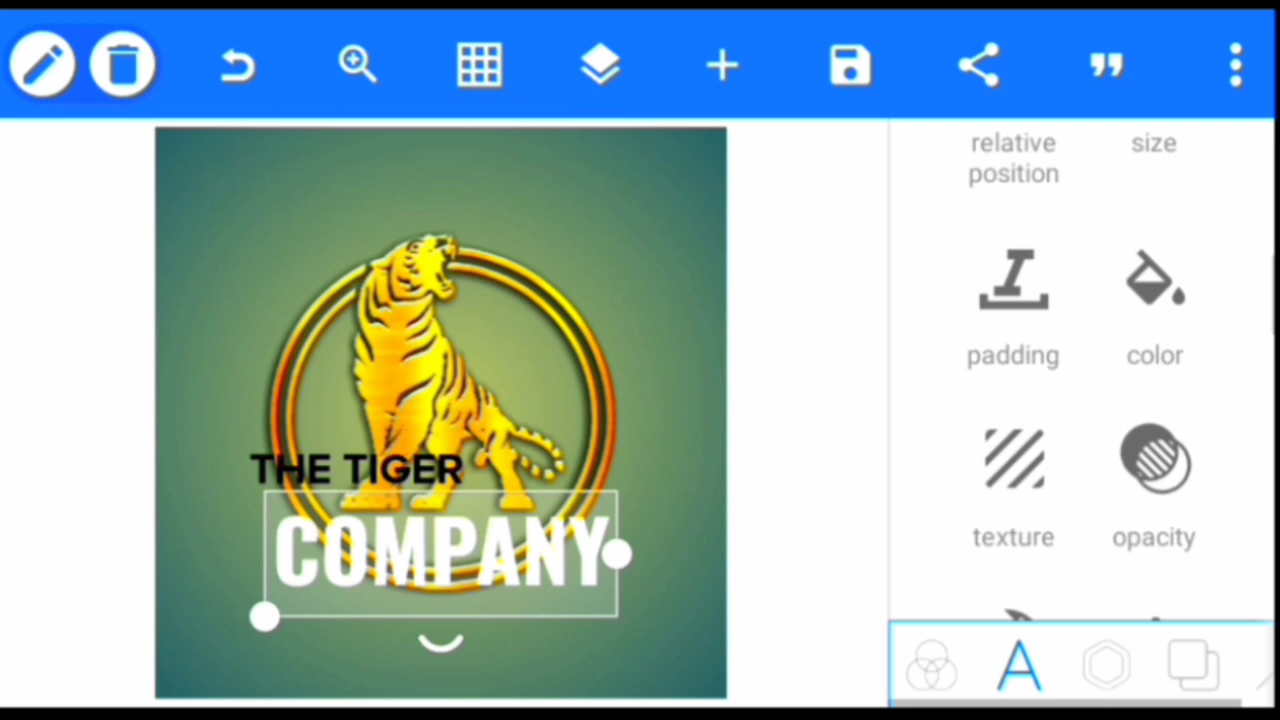 relative
position
size
padding
color
texture
opacity
THE TIGER
COMPANY